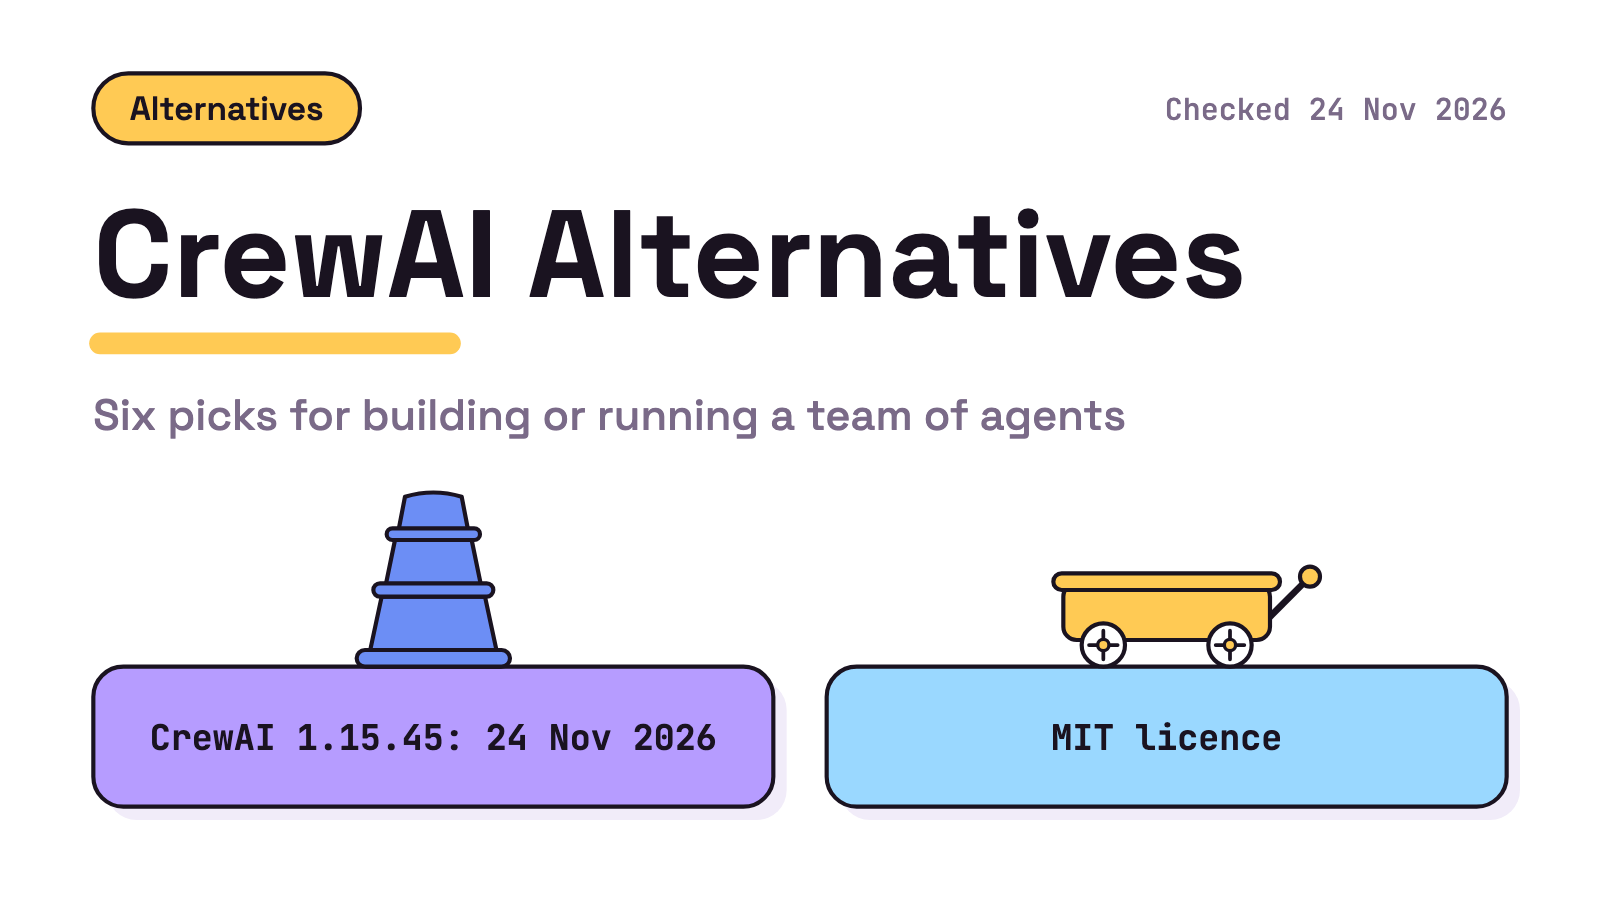 Alternatives
Checked 24 Nov 2026
CrewAI Alternatives
Six picks for building or running a team of agents
CrewAI 1.15.45: 24 Nov 2026
MIT licence